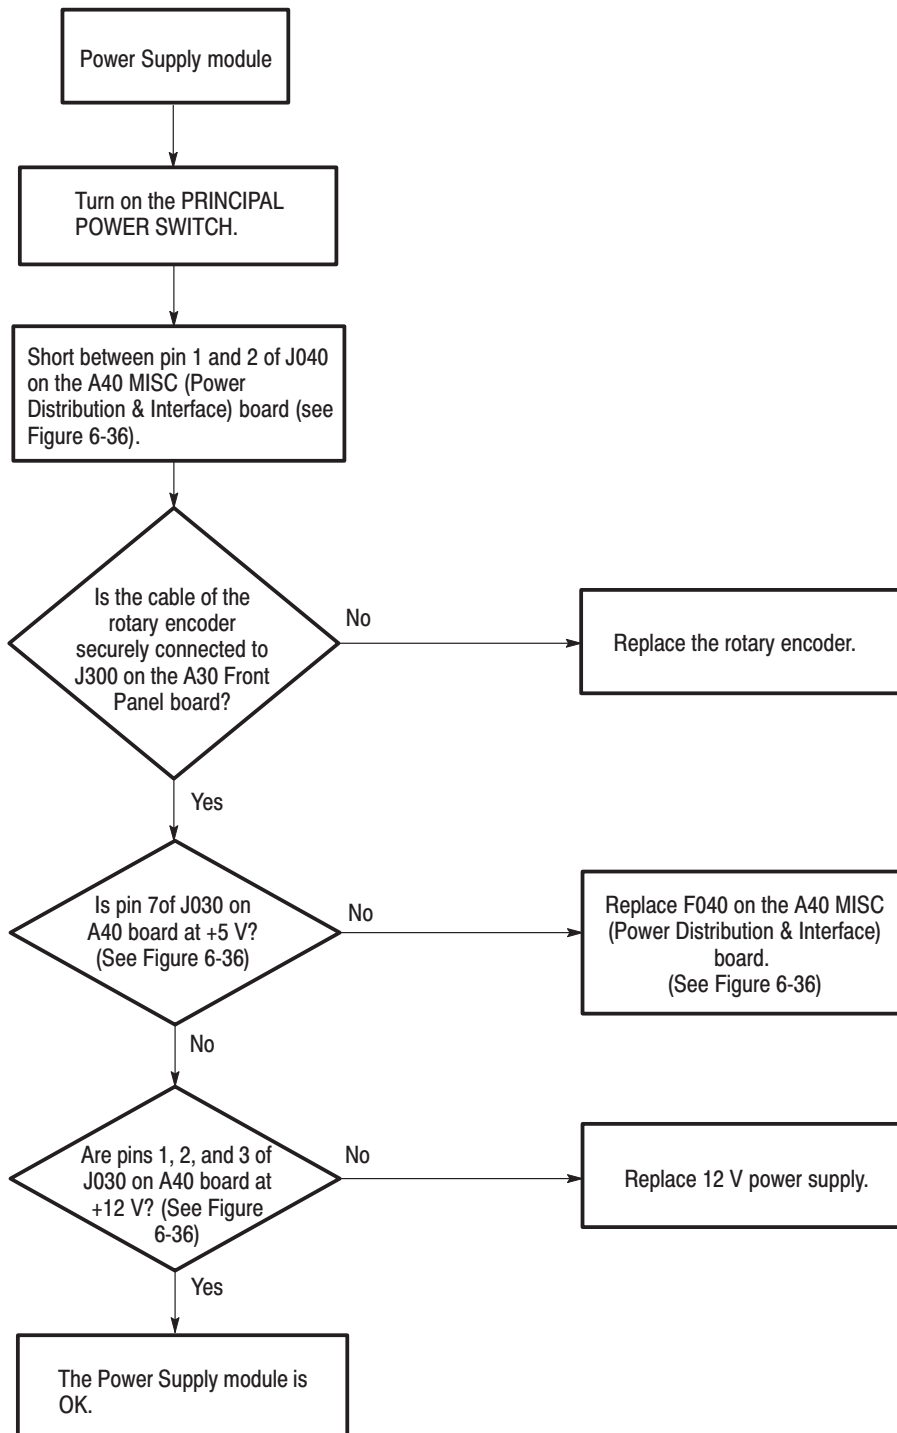 Power Supply module
Turn on the PRINCIPAL
POWER SWITCH.
Short between pin 1 and 2 of J040
on the A40 MISC (Power
Distribution & Interface) board (see
Figure 6-36).
Is the cable of the
rotary encoder
securely connected to
J300 on the A30 Front
Panel board?
No
Replace the rotary encoder.
Yes
Is pin 7of J030 on
A40 board at +5 V?
(See Figure 6-36)
No
Replace F040 on the A40 MISC
(Power Distribution & Interface)
board.
(See Figure 6-36)
No
Are pins 1, 2, and 3 of
J030 on A40 board at
+12 V? (See Figure
6-36)
No
Replace 12 V power supply.
Yes
The Power Supply module is
OK.